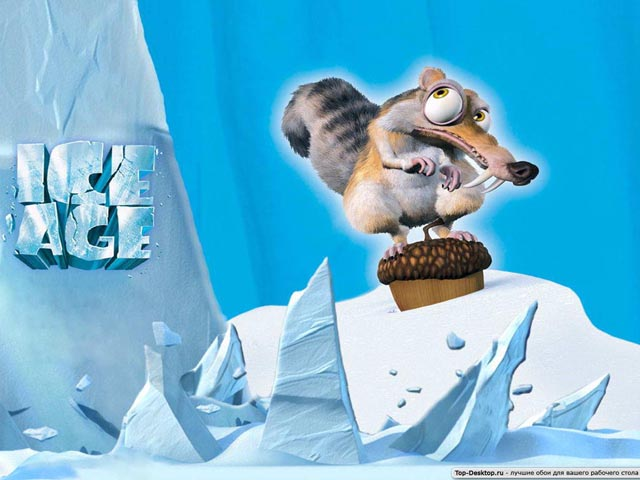 ICE
AGE
Top-Desktop.ru - лучшие обои для вашего рабочего стола